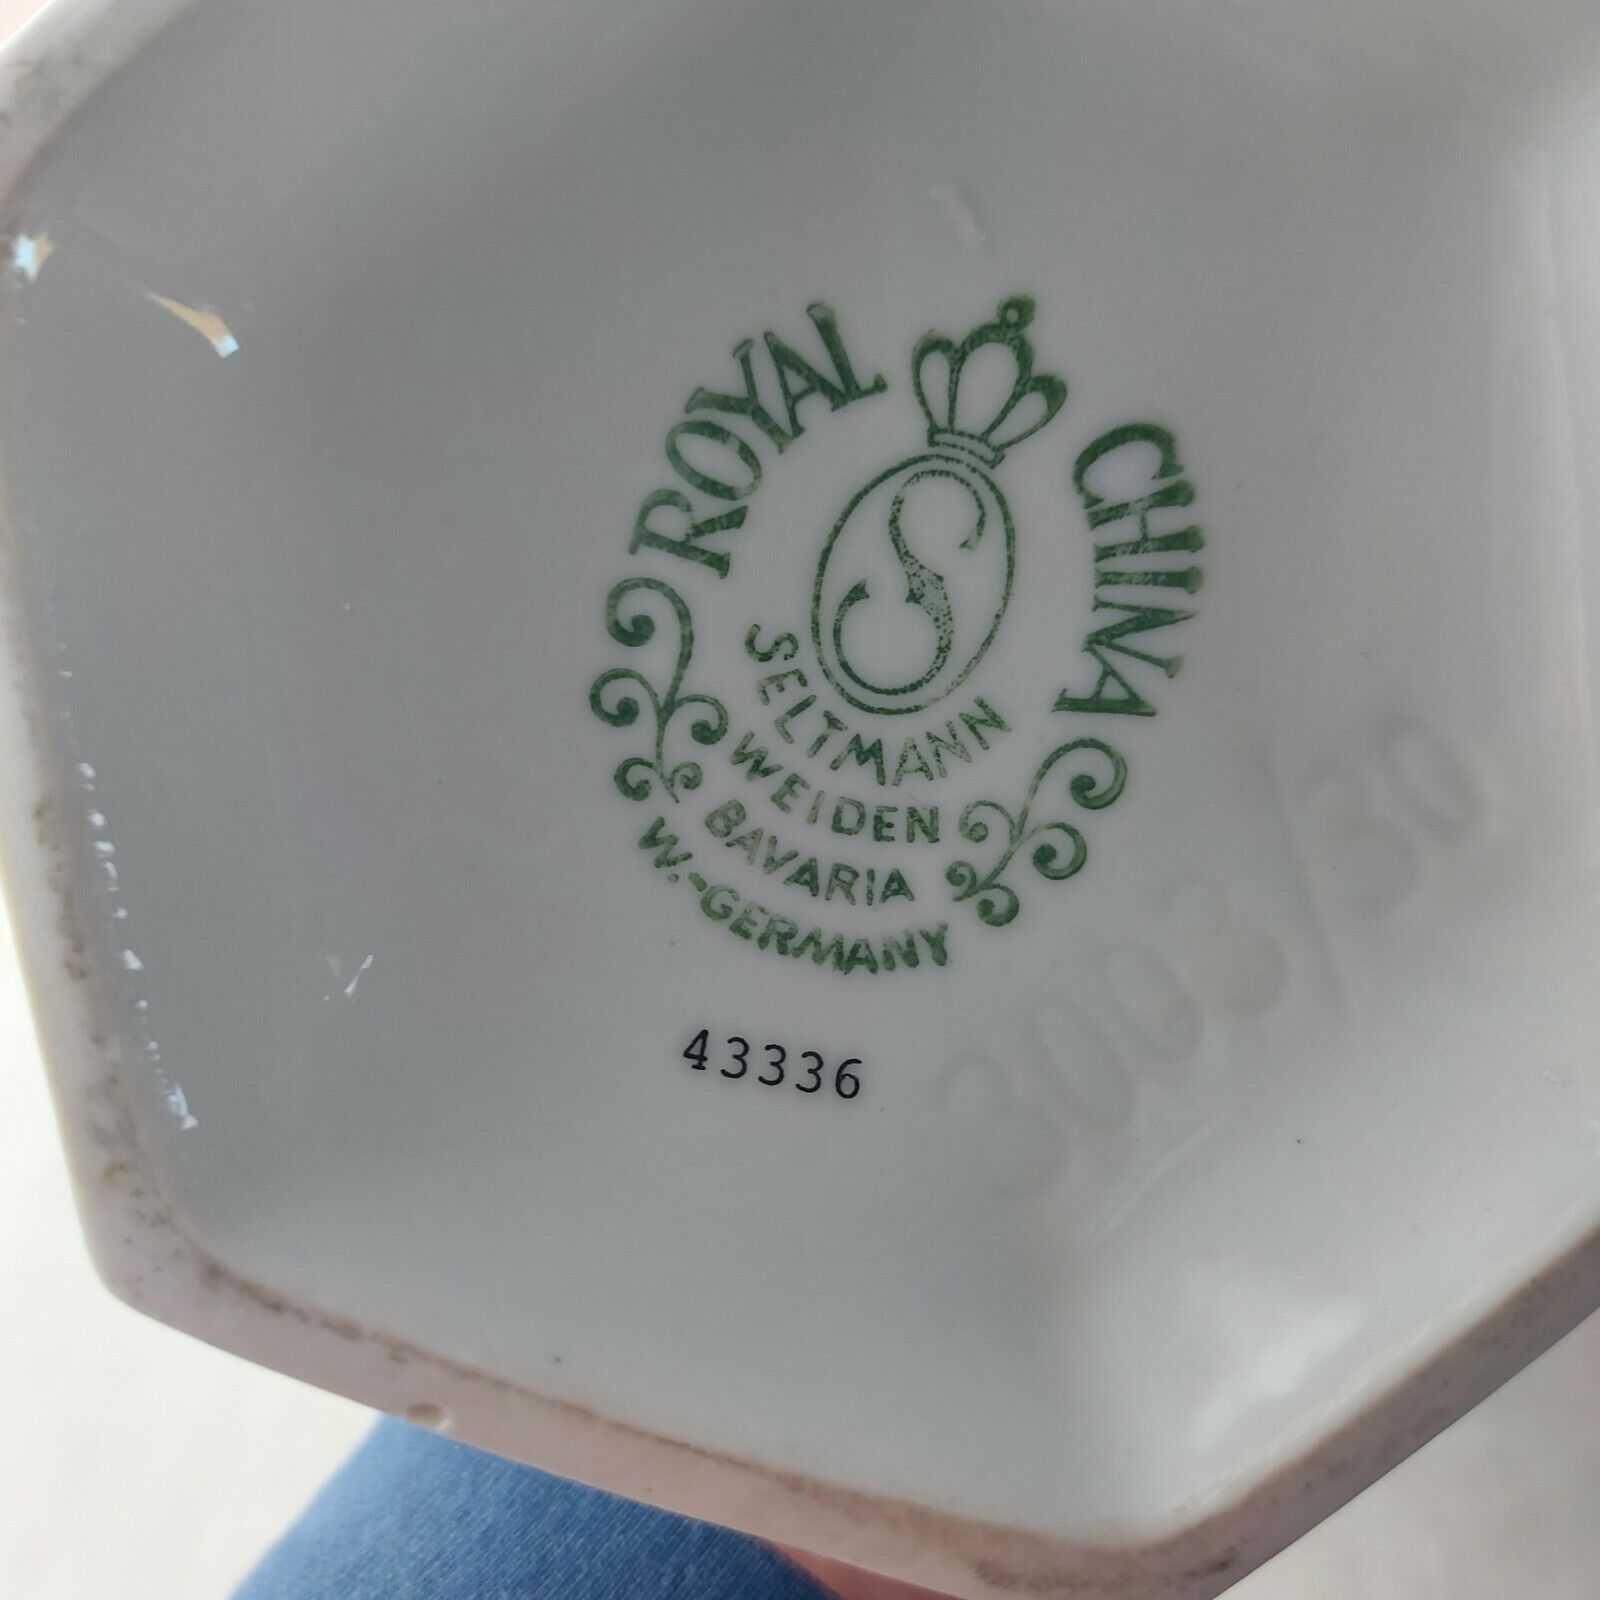 ROYAL CHINA
S
SELTMANN
WEIDEN
BAVARIA
W.-GERMANY
43336